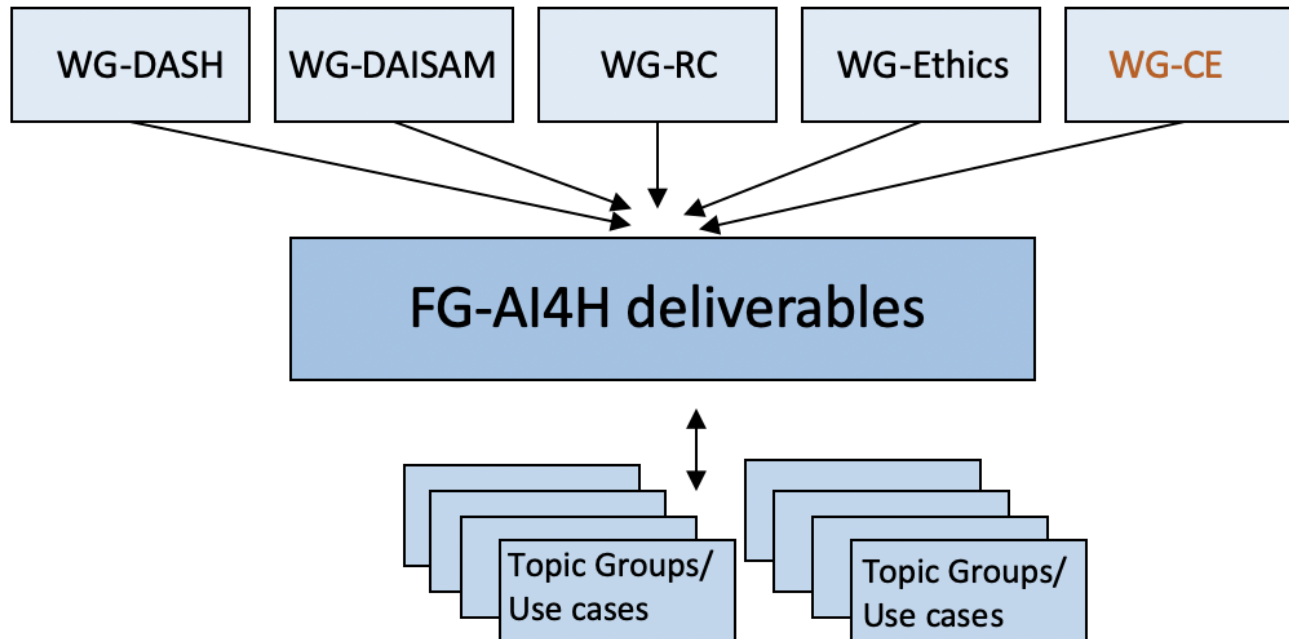 WG-DASH
WG-DAISAM
WG-RC
WG-Ethics
WG-CE
FG-AI4H deliverables
Topic Groups/
Use cases
Topic Groups/
Use cases